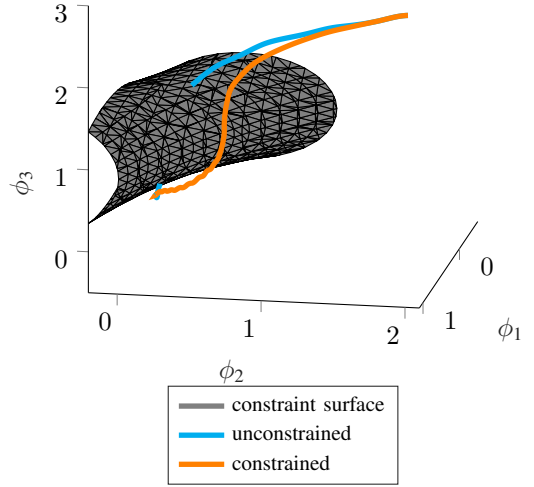 3
2
1
0
ϕ3
0
1
2
ϕ2
1
0
ϕ1
constraint surface
unconstrained
constrained